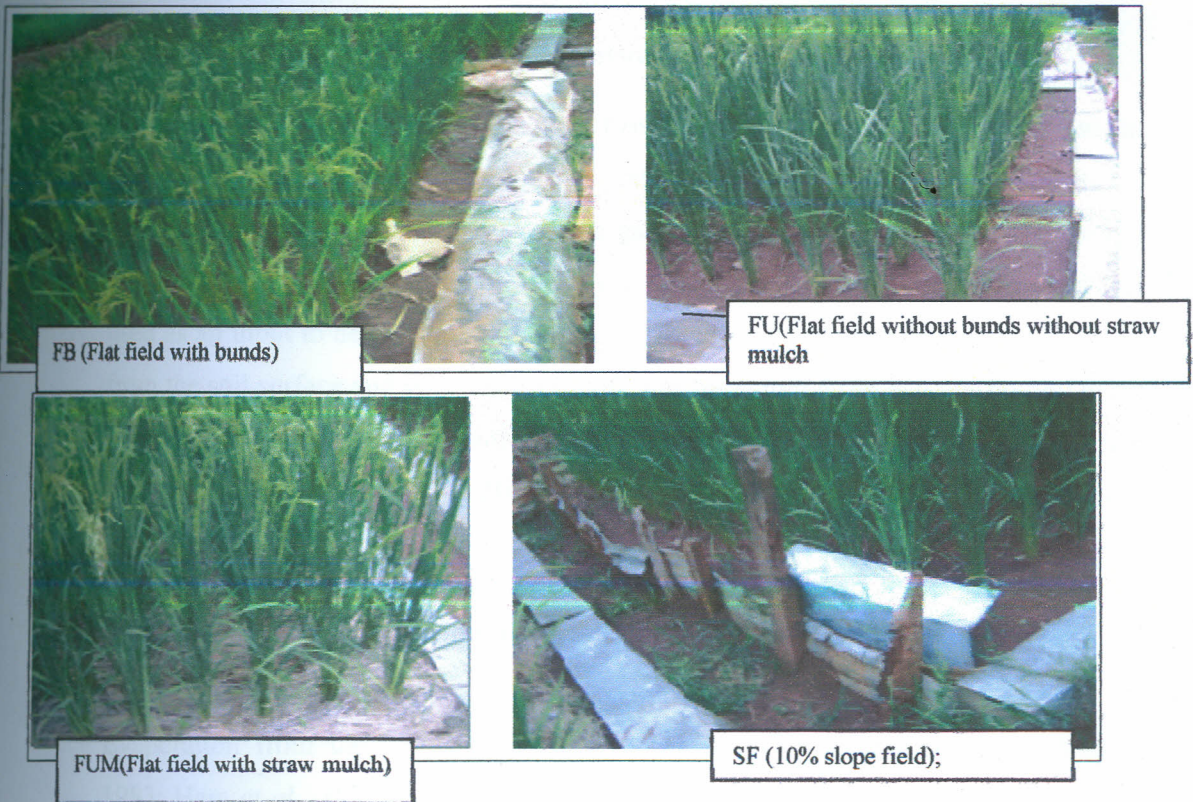 FB (Flat field with bunds)
FU(Flat field without bunds without straw
mulch
FUM(Flat field with straw mulch)
SF (10% slope field);